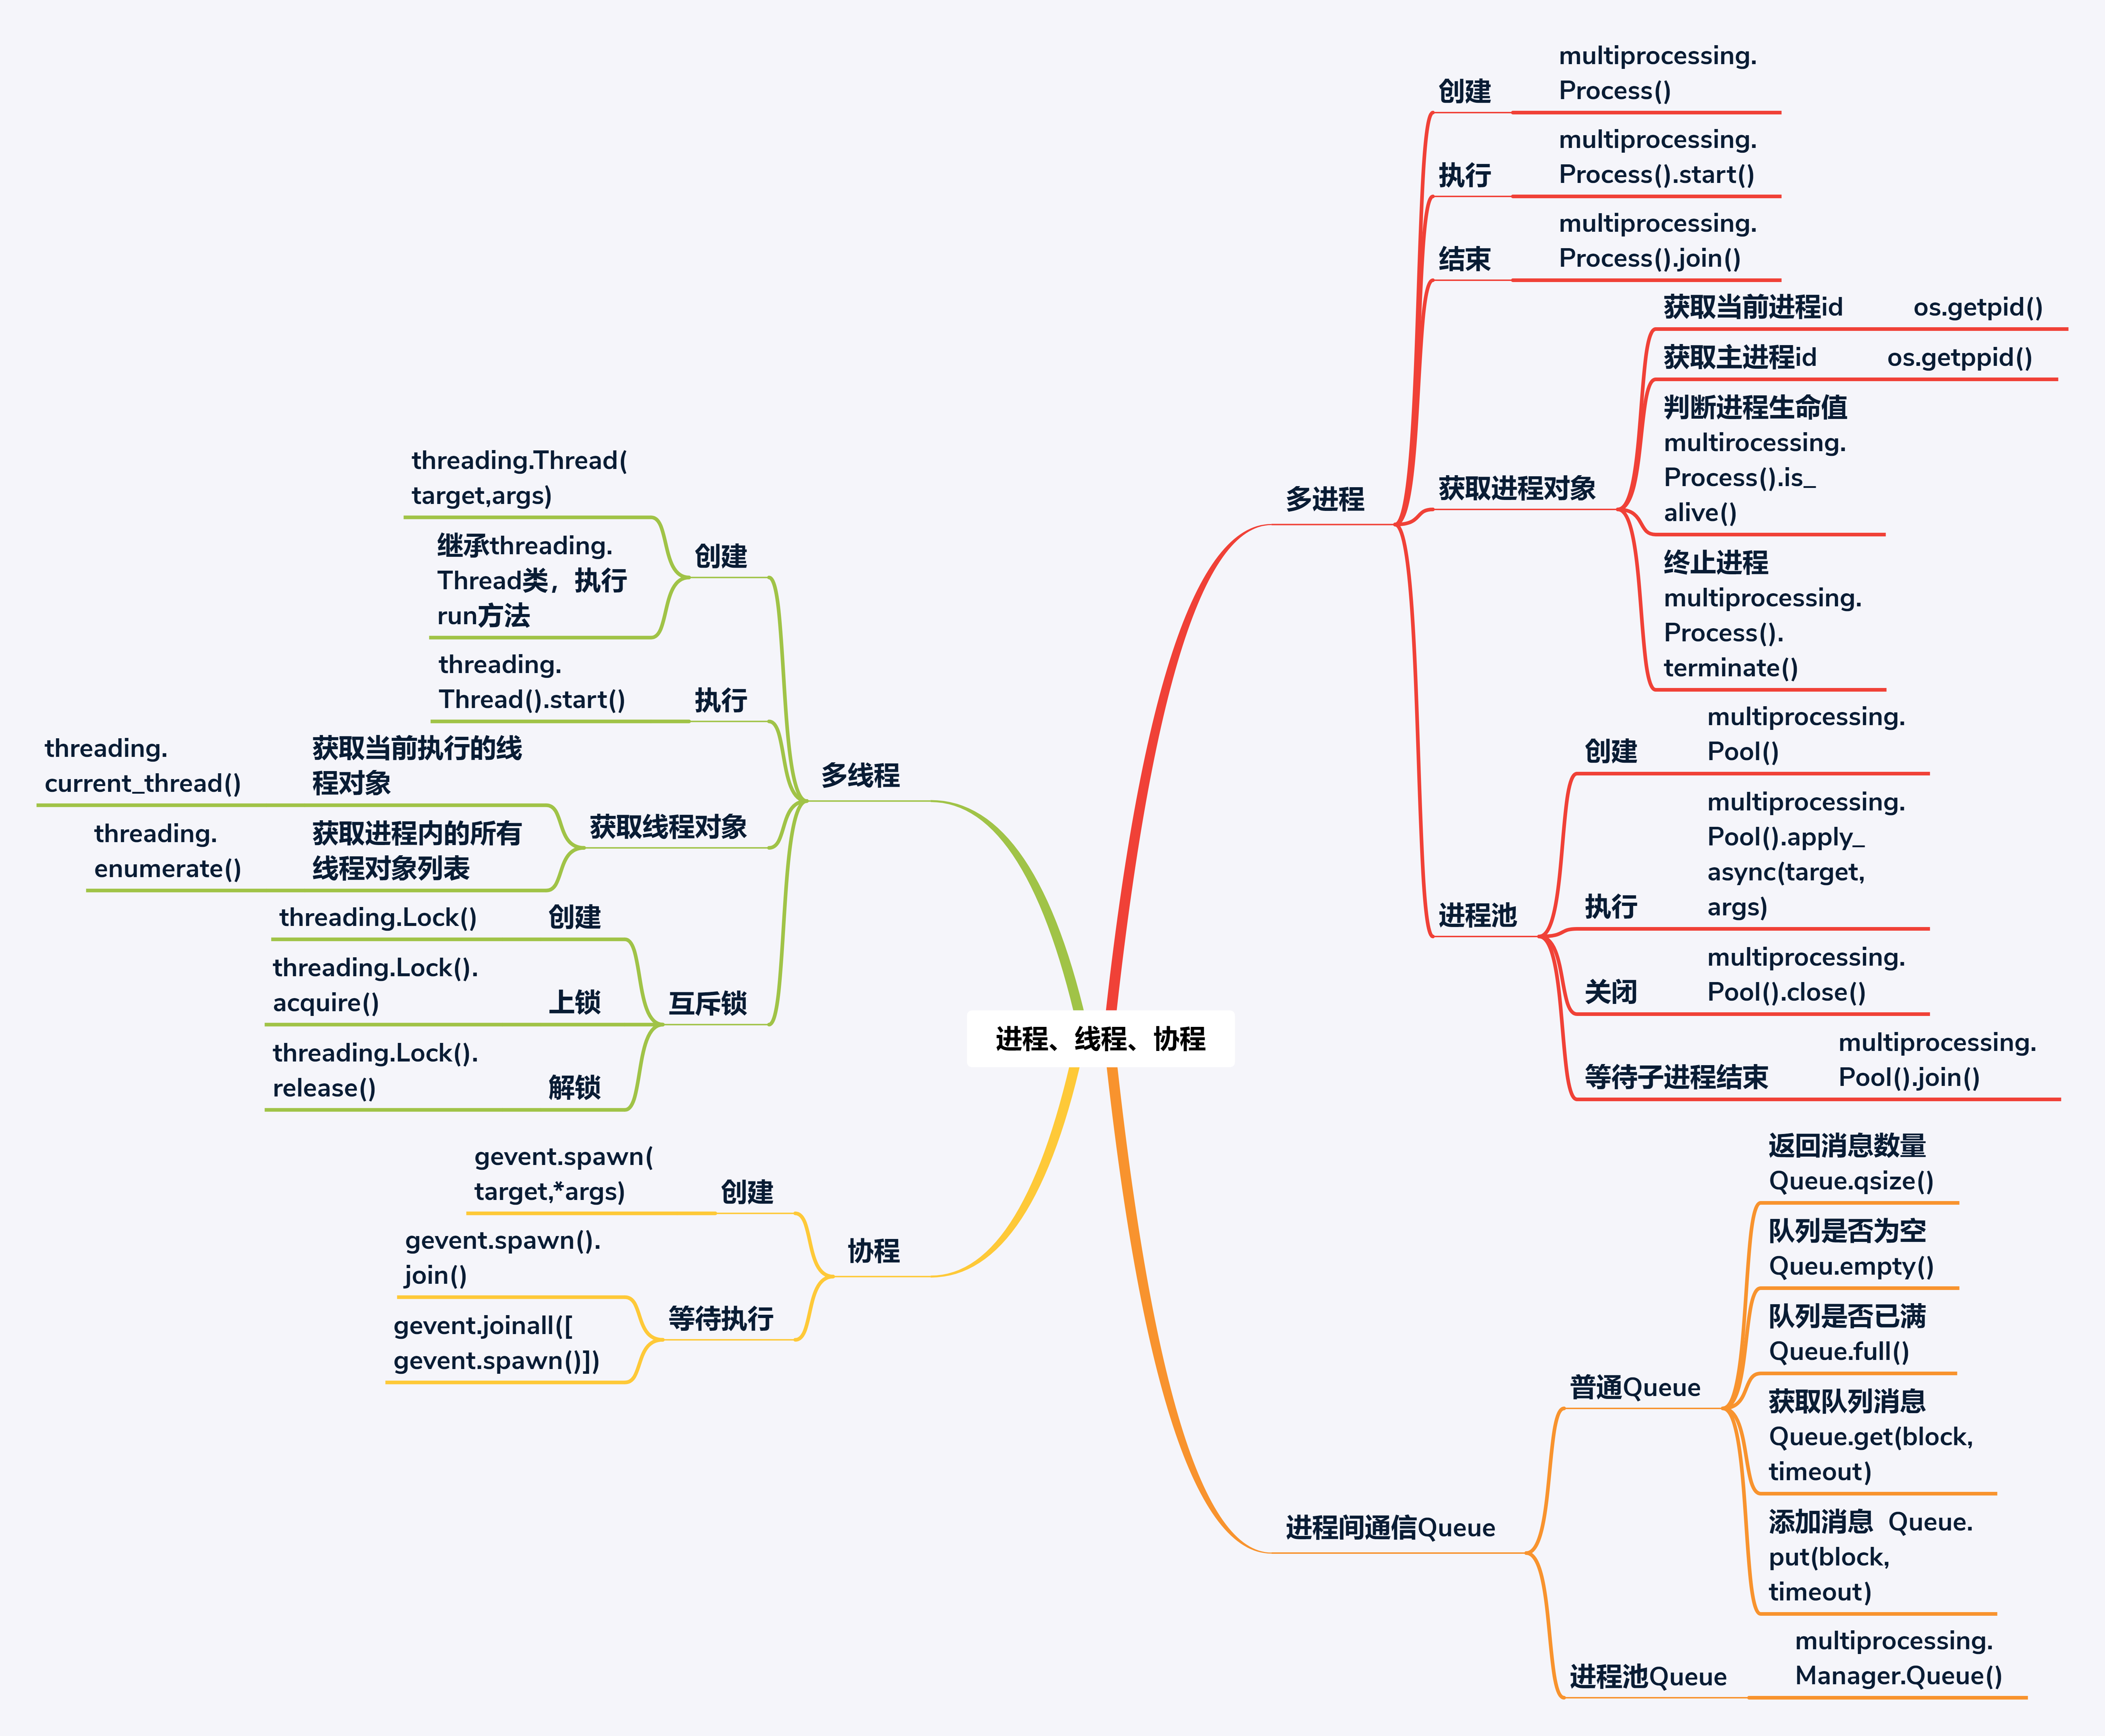 进程、线程、协程
多进程
创建
multiprocessing.
Process()
执行
multiprocessing.
Process().start()
结束
multiprocessing.
Process().join()
获取进程对象
获取当前进程id
os.getpid()
获取主进程id
os.getppid()
判断进程生命值
multirocessing.
Process().is_
alive()
终止进程
multiprocessing.
Process().
terminate()
进程池
创建
multiprocessing.
Pool()
执行
multiprocessing.
Pool().apply_
async(target,
args)
关闭
multiprocessing.
Pool().close()
等待子进程结束
multiprocessing.
Pool().join()
进程间通信Queue
普通Queue
返回消息数量
Queue.qsize()
队列是否为空
Queu.empty()
队列是否已满
Queue.full()
获取队列消息
Queue.get(block,
timeout)
添加消息 Queue.
put(block,
timeout)
进程池Queue
multiprocessing.
Manager.Queue()
多线程
创建
threading.Thread(
target,args)
继承threading.
Thread类，执行
run方法
执行
threading.
Thread().start()
获取线程对象
获取当前执行的线
程对象
threading.
current_thread()
获取进程内的所有
线程对象列表
threading.
enumerate()
互斥锁
创建
threading.Lock()
上锁
threading.Lock().
acquire()
解锁
threading.Lock().
release()
协程
创建
gevent.spawn(
target,*args)
等待执行
gevent.spawn().
join()
gevent.joinall([
gevent.spawn()])